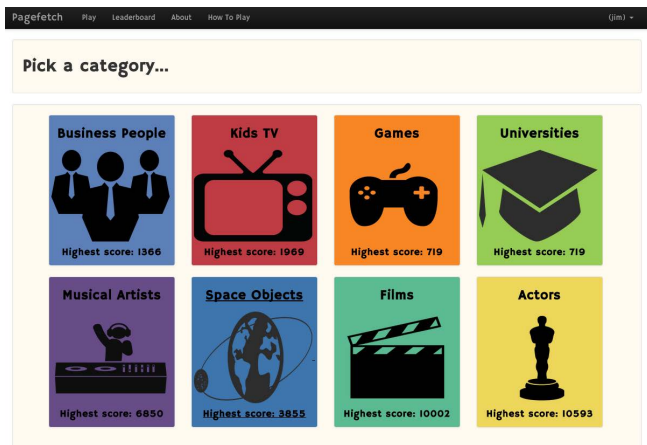 Pagefetch Play Leaderboard About How To Play (jim)
Pick a category...
Business People Kids TV Games Universities
Highest score: 1366 Highest score: 1969 Highest score: 719 Highest score: 719
Musical Artists Space Objects Films Actors
Highest score: 6850 Highest score: 3855 Highest score: 10002 Highest score: 10593